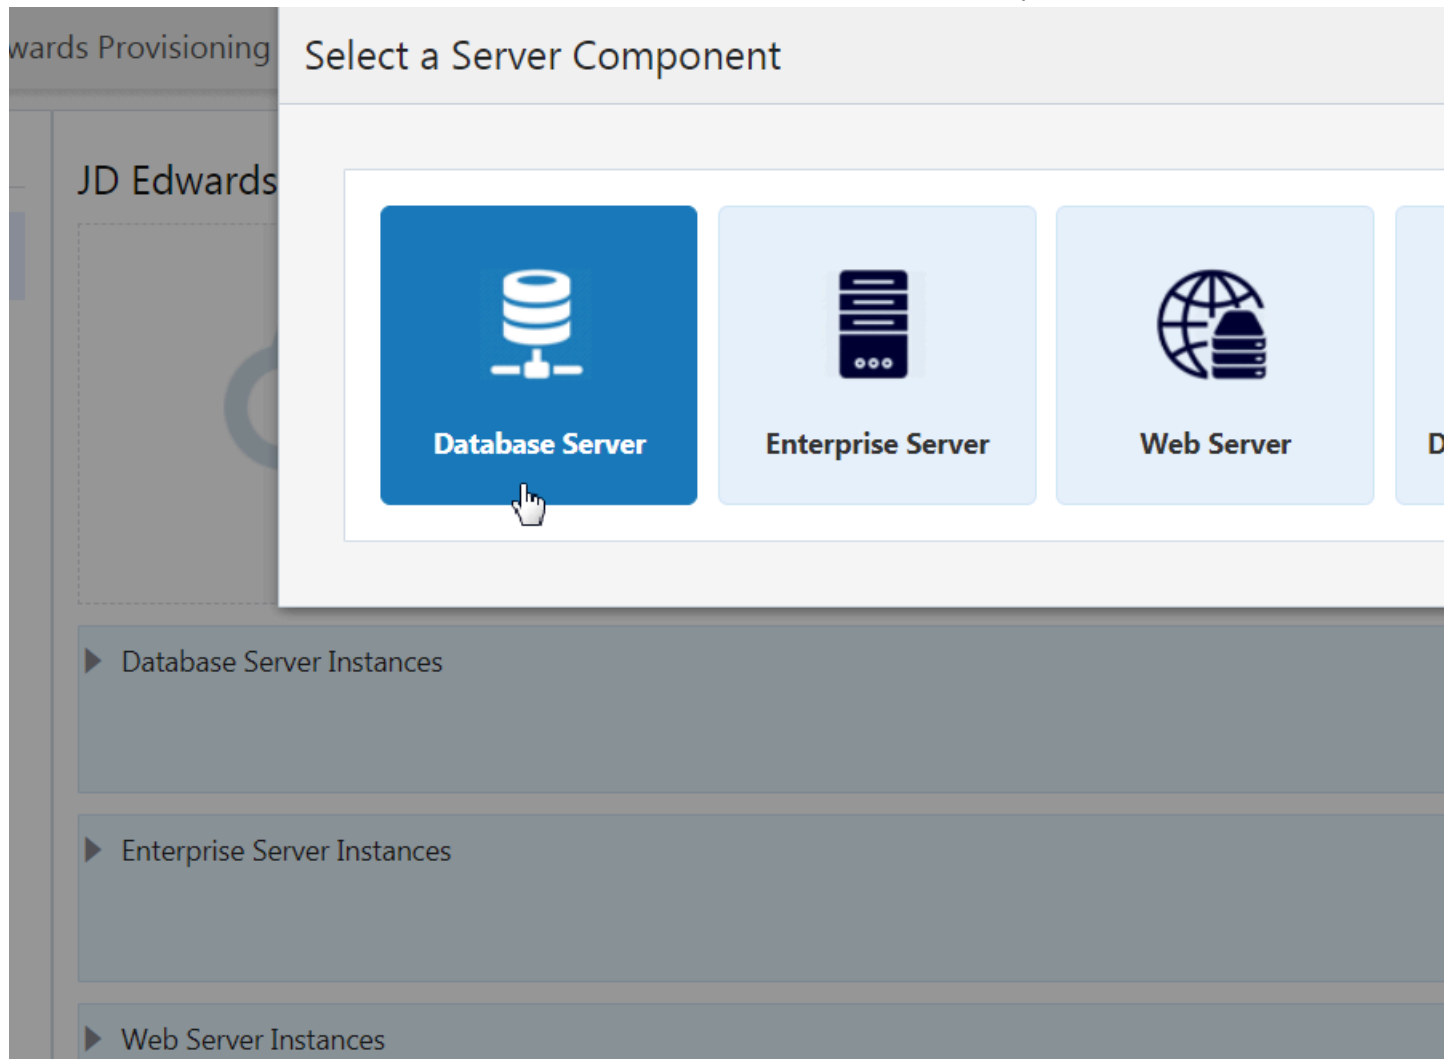 wards Provisioning
Select a Server Component
JD Edwards
Database Server
Enterprise Server
Web Server
D
Database Server Instances
Enterprise Server Instances
Web Server Instances